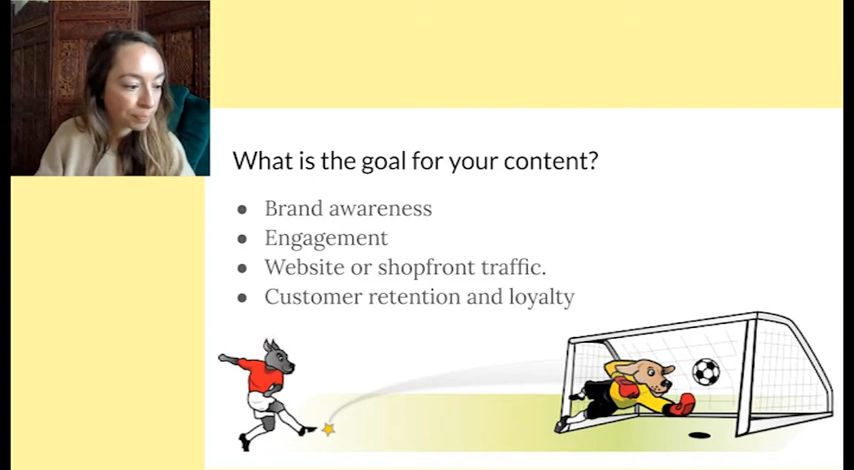 What is the goal for your content?
● Brand awareness
● Engagement
● Website or shopfront traffic.
● Customer retention and loyalty